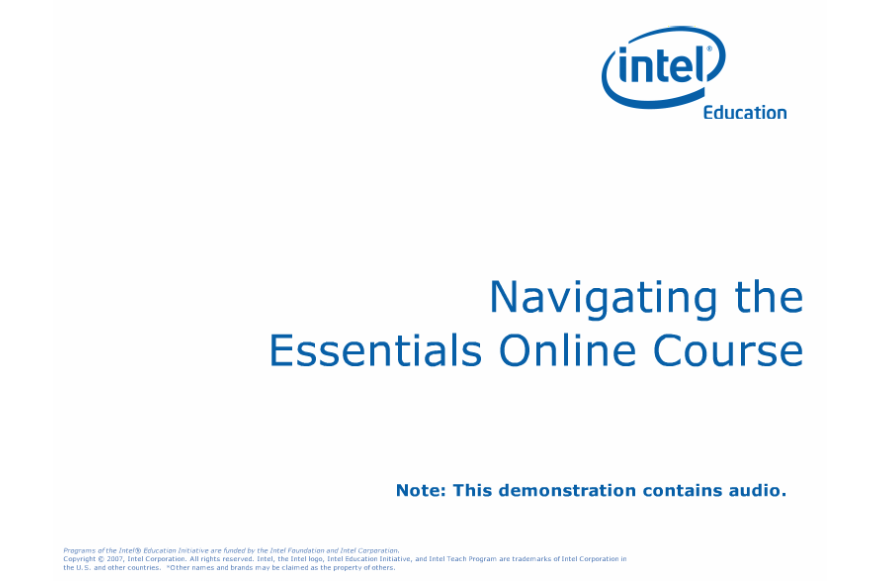 intel®
Education
Navigating the
Essentials Online Course
Note: This demonstration contains audio.
Programs of the Intel® Education Initiative are funded by the Intel Foundation and Intel Corporation.
Copyright © 2007, Intel Corporation. All rights reserved. Intel, the Intel logo, Intel Education Initiative, and Intel Teach Program are trademarks of Intel Corporation in
the U.S. and other countries. *Other names and brands may be claimed as the property of others.